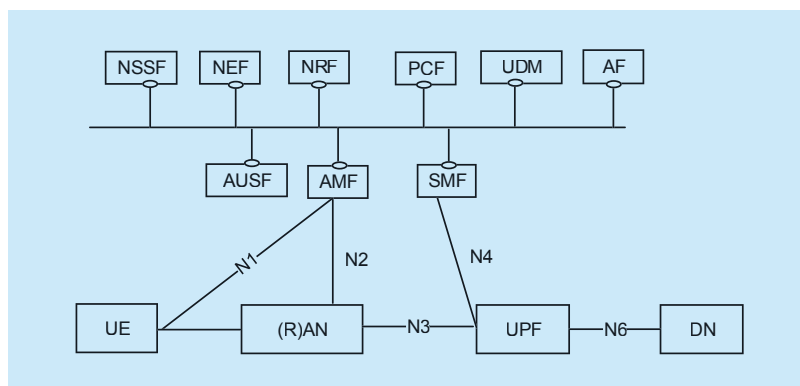 NSSF NEF NRF PCF UDM AF
AUSF AMF SMF
N1 N2 N4
UE (R)AN N3 UPF N6 DN